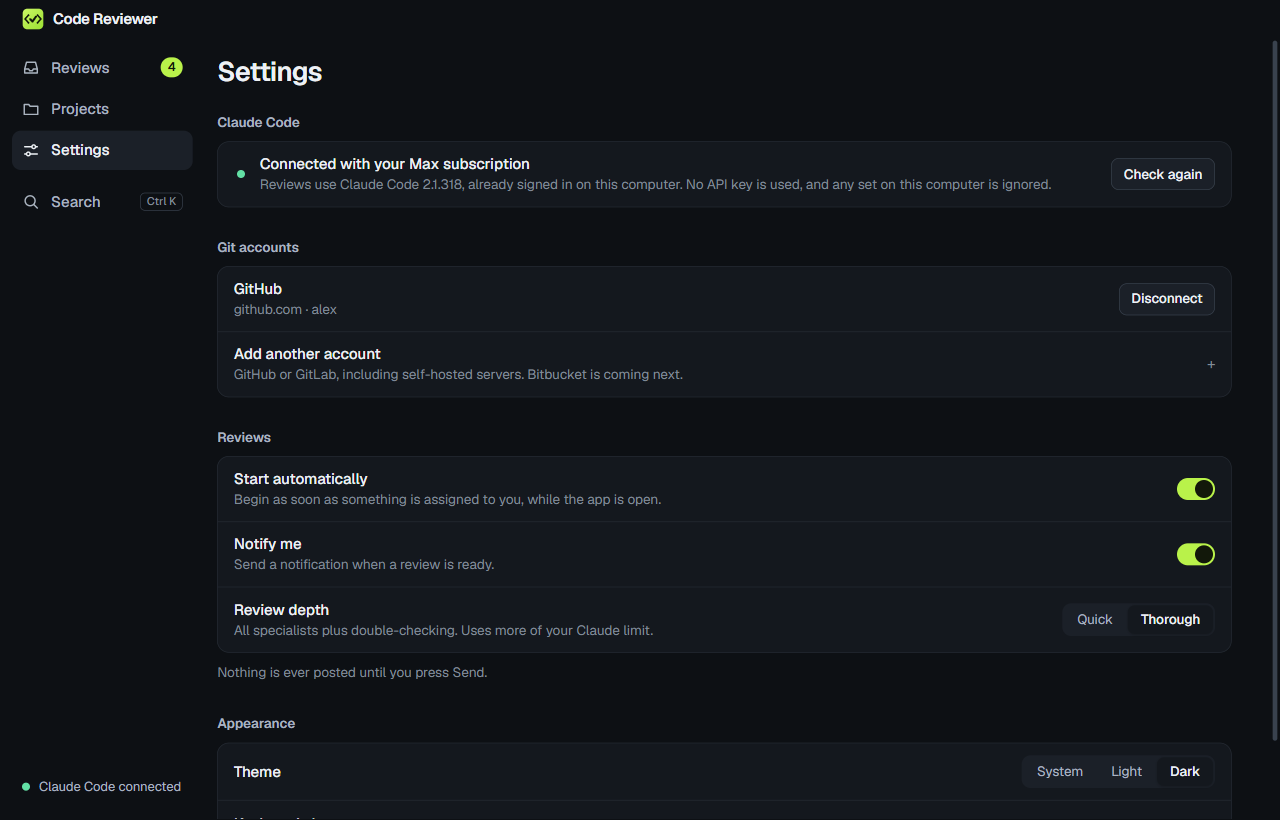 Code Reviewer
Reviews 4
Projects
Settings
Search Ctrl K
Claude Code connected
Settings
Claude Code
Connected with your Max subscription
Reviews use Claude Code 2.1.318, already signed in on this computer. No API key is used, and any set on this computer is ignored.
Check again
Git accounts
GitHub
github.com · alex
Disconnect
Add another account
GitHub or GitLab, including self-hosted servers. Bitbucket is coming next.
+
Reviews
Start automatically
Begin as soon as something is assigned to you, while the app is open.
Notify me
Send a notification when a review is ready.
Review depth
All specialists plus double-checking. Uses more of your Claude limit.
Quick Thorough
Nothing is ever posted until you press Send.
Appearance
Theme
System Light Dark